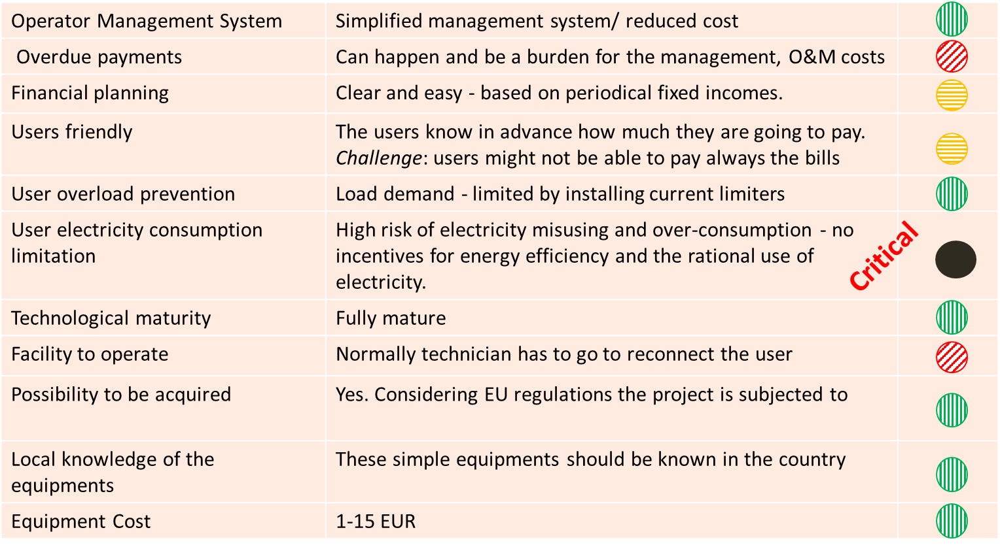 Operator Management System
Simplified management system/ reduced cost
Overdue payments
Can happen and be a burden for the management, O&M costs
Financial planning
Clear and easy - based on periodical fixed incomes.
Users friendly
The users know in advance how much they are going to pay.
Challenge: users might not be able to pay always the bills
User overload prevention
Load demand - limited by installing current limiters
User electricity consumption
limitation
High risk of electricity misusing and over-consumption - no
incentives for energy efficiency and the rational use of
electricity.
Critical
Technological maturity
Fully mature
Facility to operate
Normally technician has to go to reconnect the user
Possibility to be acquired
Yes. Considering EU regulations the project is subjected to
Local knowledge of the
equipments
These simple equipments should be known in the country
Equipment Cost
1-15 EUR